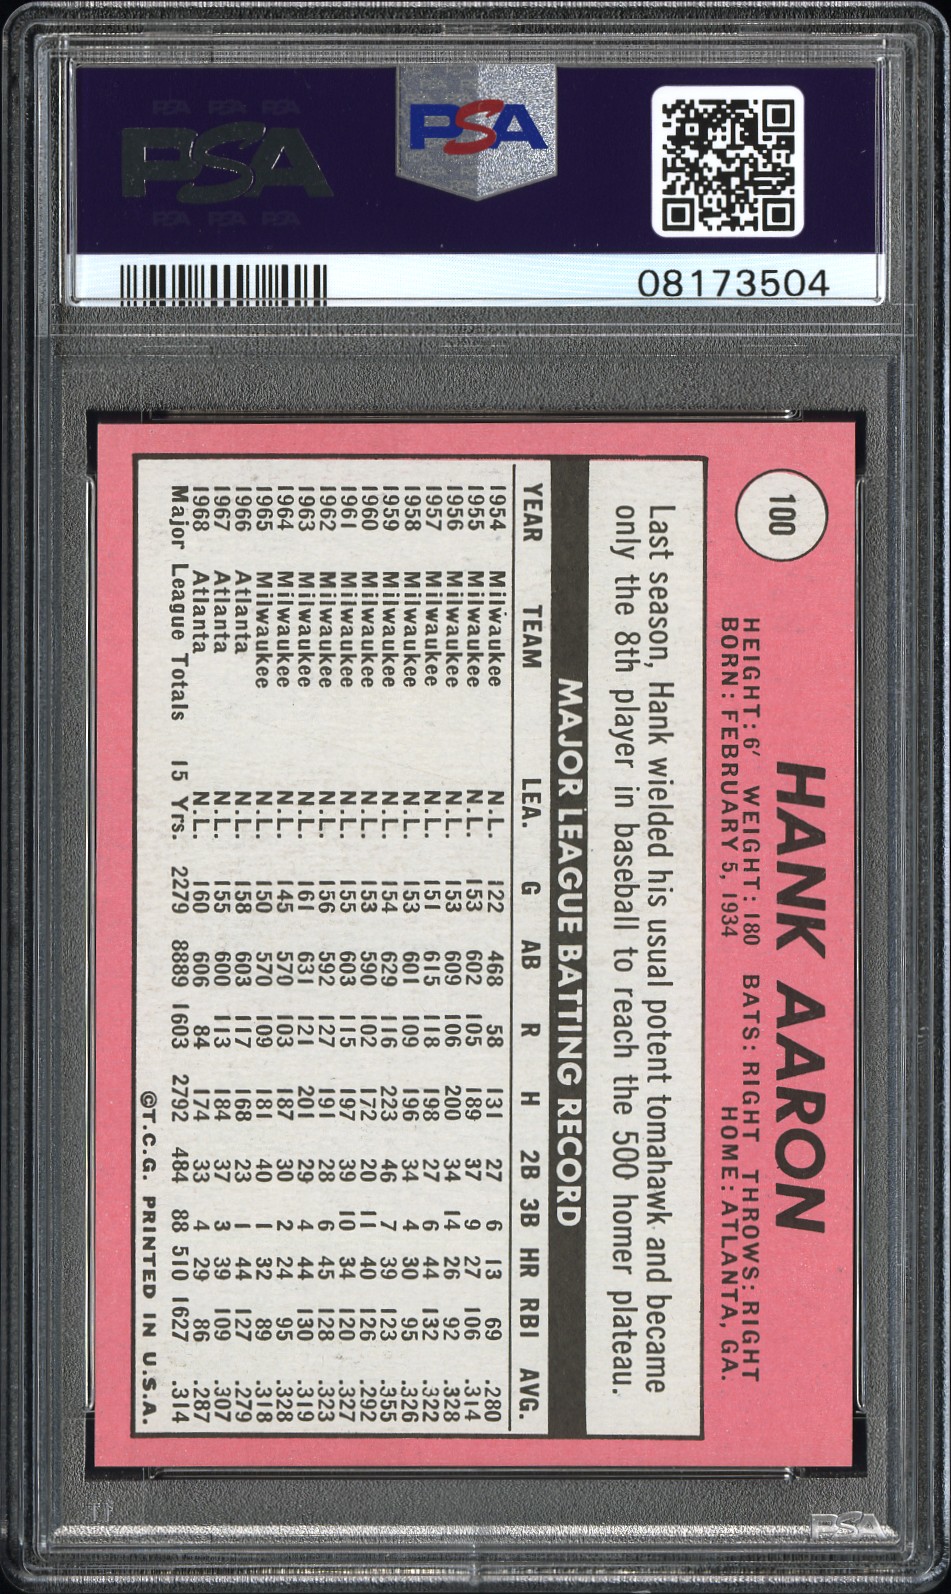 PSA PSA PSA
PSA
PSA PSA PSA
PSA
08173504
100
HANK AARON
HEIGHT: 6' WEIGHT: 180 BATS: RIGHT THROWS: RIGHT
BORN: FEBRUARY 5, 1934 HOME: ATLANTA, GA.
Last season, Hank wielded his usual potent tomahawk and became
only the 8th player in baseball to reach the 500 homer plateau.
MAJOR LEAGUE BATTING RECORD
YEAR TEAM LEA. G AB R H 2B 3B HR RBI AVG.
1954 Milwaukee N.L. 122 468 58 131 27 6 13 69 .280
1955 Milwaukee N.L. 153 602 105 189 37 9 27 106 .314
1956 Milwaukee N.L. 153 609 106 200 34 14 26 92 .328
1957 Milwaukee N.L. 151 615 118 198 27 6 44 132 .322
1958 Milwaukee N.L. 153 601 109 196 34 4 30 95 .326
1959 Milwaukee N.L. 154 629 116 223 46 7 39 123 .355
1960 Milwaukee N.L. 153 590 102 172 20 11 40 126 .292
1961 Milwaukee N.L. 155 603 115 197 39 10 34 120 .327
1962 Milwaukee N.L. 156 592 127 191 28 6 45 128 .323
1963 Milwaukee N.L. 161 631 121 201 29 4 44 130 .319
1964 Milwaukee N.L. 145 570 103 187 30 2 24 95 .328
1965 Milwaukee N.L. 150 570 109 181 40 1 32 89 .318
1966 Atlanta N.L. 158 603 117 168 23 1 44 127 .279
1967 Atlanta N.L. 155 600 113 184 37 3 39 109 .307
1968 Atlanta N.L. 160 606 84 174 33 4 29 86 .287
Major League Totals 15 Yrs. 2279 8889 1603 2792 484 88 510 1627 .314
©T.C.G. PRINTED IN U.S.A.
PSA